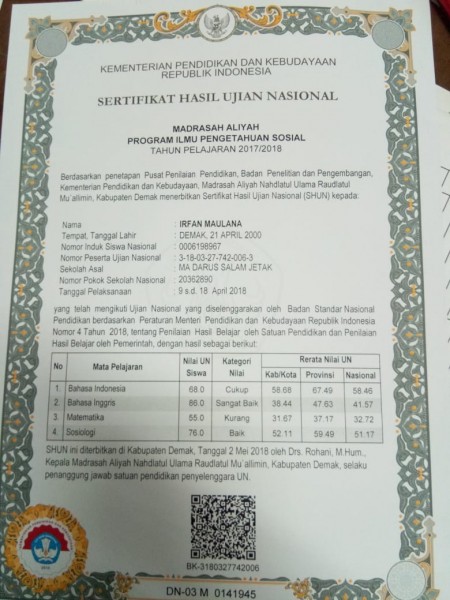 KEMENTERIAN PENDIDIKAN DAN KEBUDAYAAN
REPUBLIK INDONESIA
SERTIFIKAT HASIL UJIAN NASIONAL
MADRASAH ALIYAH
PROGRAM ILMU PENGETAHUAN SOSIAL
TAHUN PELAJARAN 2017/2018
Berdasarkan penetapan Pusat Penilaian Pendidikan, Badan Penelitian dan Pengembangan,
Kementerian Pendidikan dan Kebudayaan, Madrasah Aliyah Nahdlatul Ulama Raudlatul
Mu`allimin, Kabupaten Demak menerbitkan Sertifikat Hasil Ujian Nasional (SHUN) kepada:
Nama : IRFAN MAULANA
Tempat, Tanggal Lahir : DEMAK, 21 APRIL 2000
Nomor Induk Siswa Nasional : 0006198967
Nomor Peserta Ujian Nasional : 3-18-03-27-742-006-3
Sekolah Asal : MA DARUS SALAM JETAK
Nomor Pokok Sekolah Nasional : 20362890
Tanggal Pelaksanaan : 9 s.d. 18 April 2018
yang telah mengikuti Ujian Nasional yang diselenggarakan oleh Badan Standar Nasional
Pendidikan berdasarkan Peraturan Menteri Pendidikan dan Kebudayaan Republik Indonesia
Nomor 4 Tahun 2018, tentang Penilaian Hasil Belajar oleh Satuan Pendidikan dan Penilaian
Hasil Belajar oleh Pemerintah, dengan hasil sebagai berikut:
No Mata Pelajaran Nilai UN Siswa Kategori Nilai Rerata Nilai UN
Kab/Kota Provinsi Nasional
1. Bahasa Indonesia 68.0 Cukup 58.68 67.49 58.46
2. Bahasa Inggris 86.0 Sangat Baik 38.44 47.63 41.57
3. Matematika 55.0 Kurang 31.67 37.17 32.72
4. Sosiologi 76.0 Baik 52.11 59.49 51.17
SHUN ini diterbitkan di Kabupaten Demak, Tanggal 2 Mei 2018 oleh Drs. Rohani, M.Hum.,
Kepala Madrasah Aliyah Nahdlatul Ulama Raudlatul Mu`allimin, Kabupaten Demak, selaku
penanggung jawab satuan pendidikan penyelenggara UN.
BK-3180327742006
DN-03 M 0141945